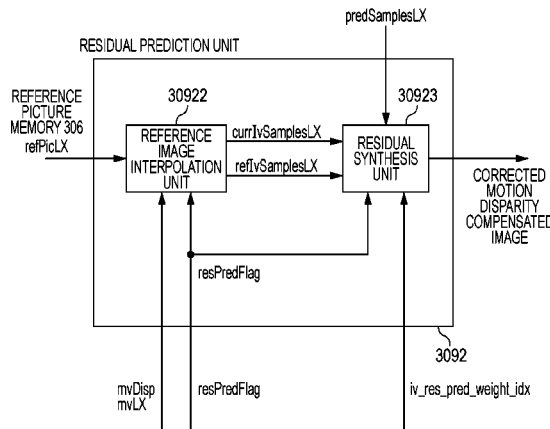 predSamplesLX
RESIDUAL PREDICTION UNIT
30922
30923
REFERENCE
PICTURE
MEMORY 306
refPicLX
REFERENCE
IMAGE
INTERPOLATION
UNIT
currIvSamplesLX
refIvSamplesLX
RESIDUAL
SYNTHESIS
UNIT
CORRECTED
MOTION
DISPARITY
COMPENSATED
IMAGE
resPredFlag
3092
mvDisp
mvLX
resPredFlag
iv_res_pred_weight_idx